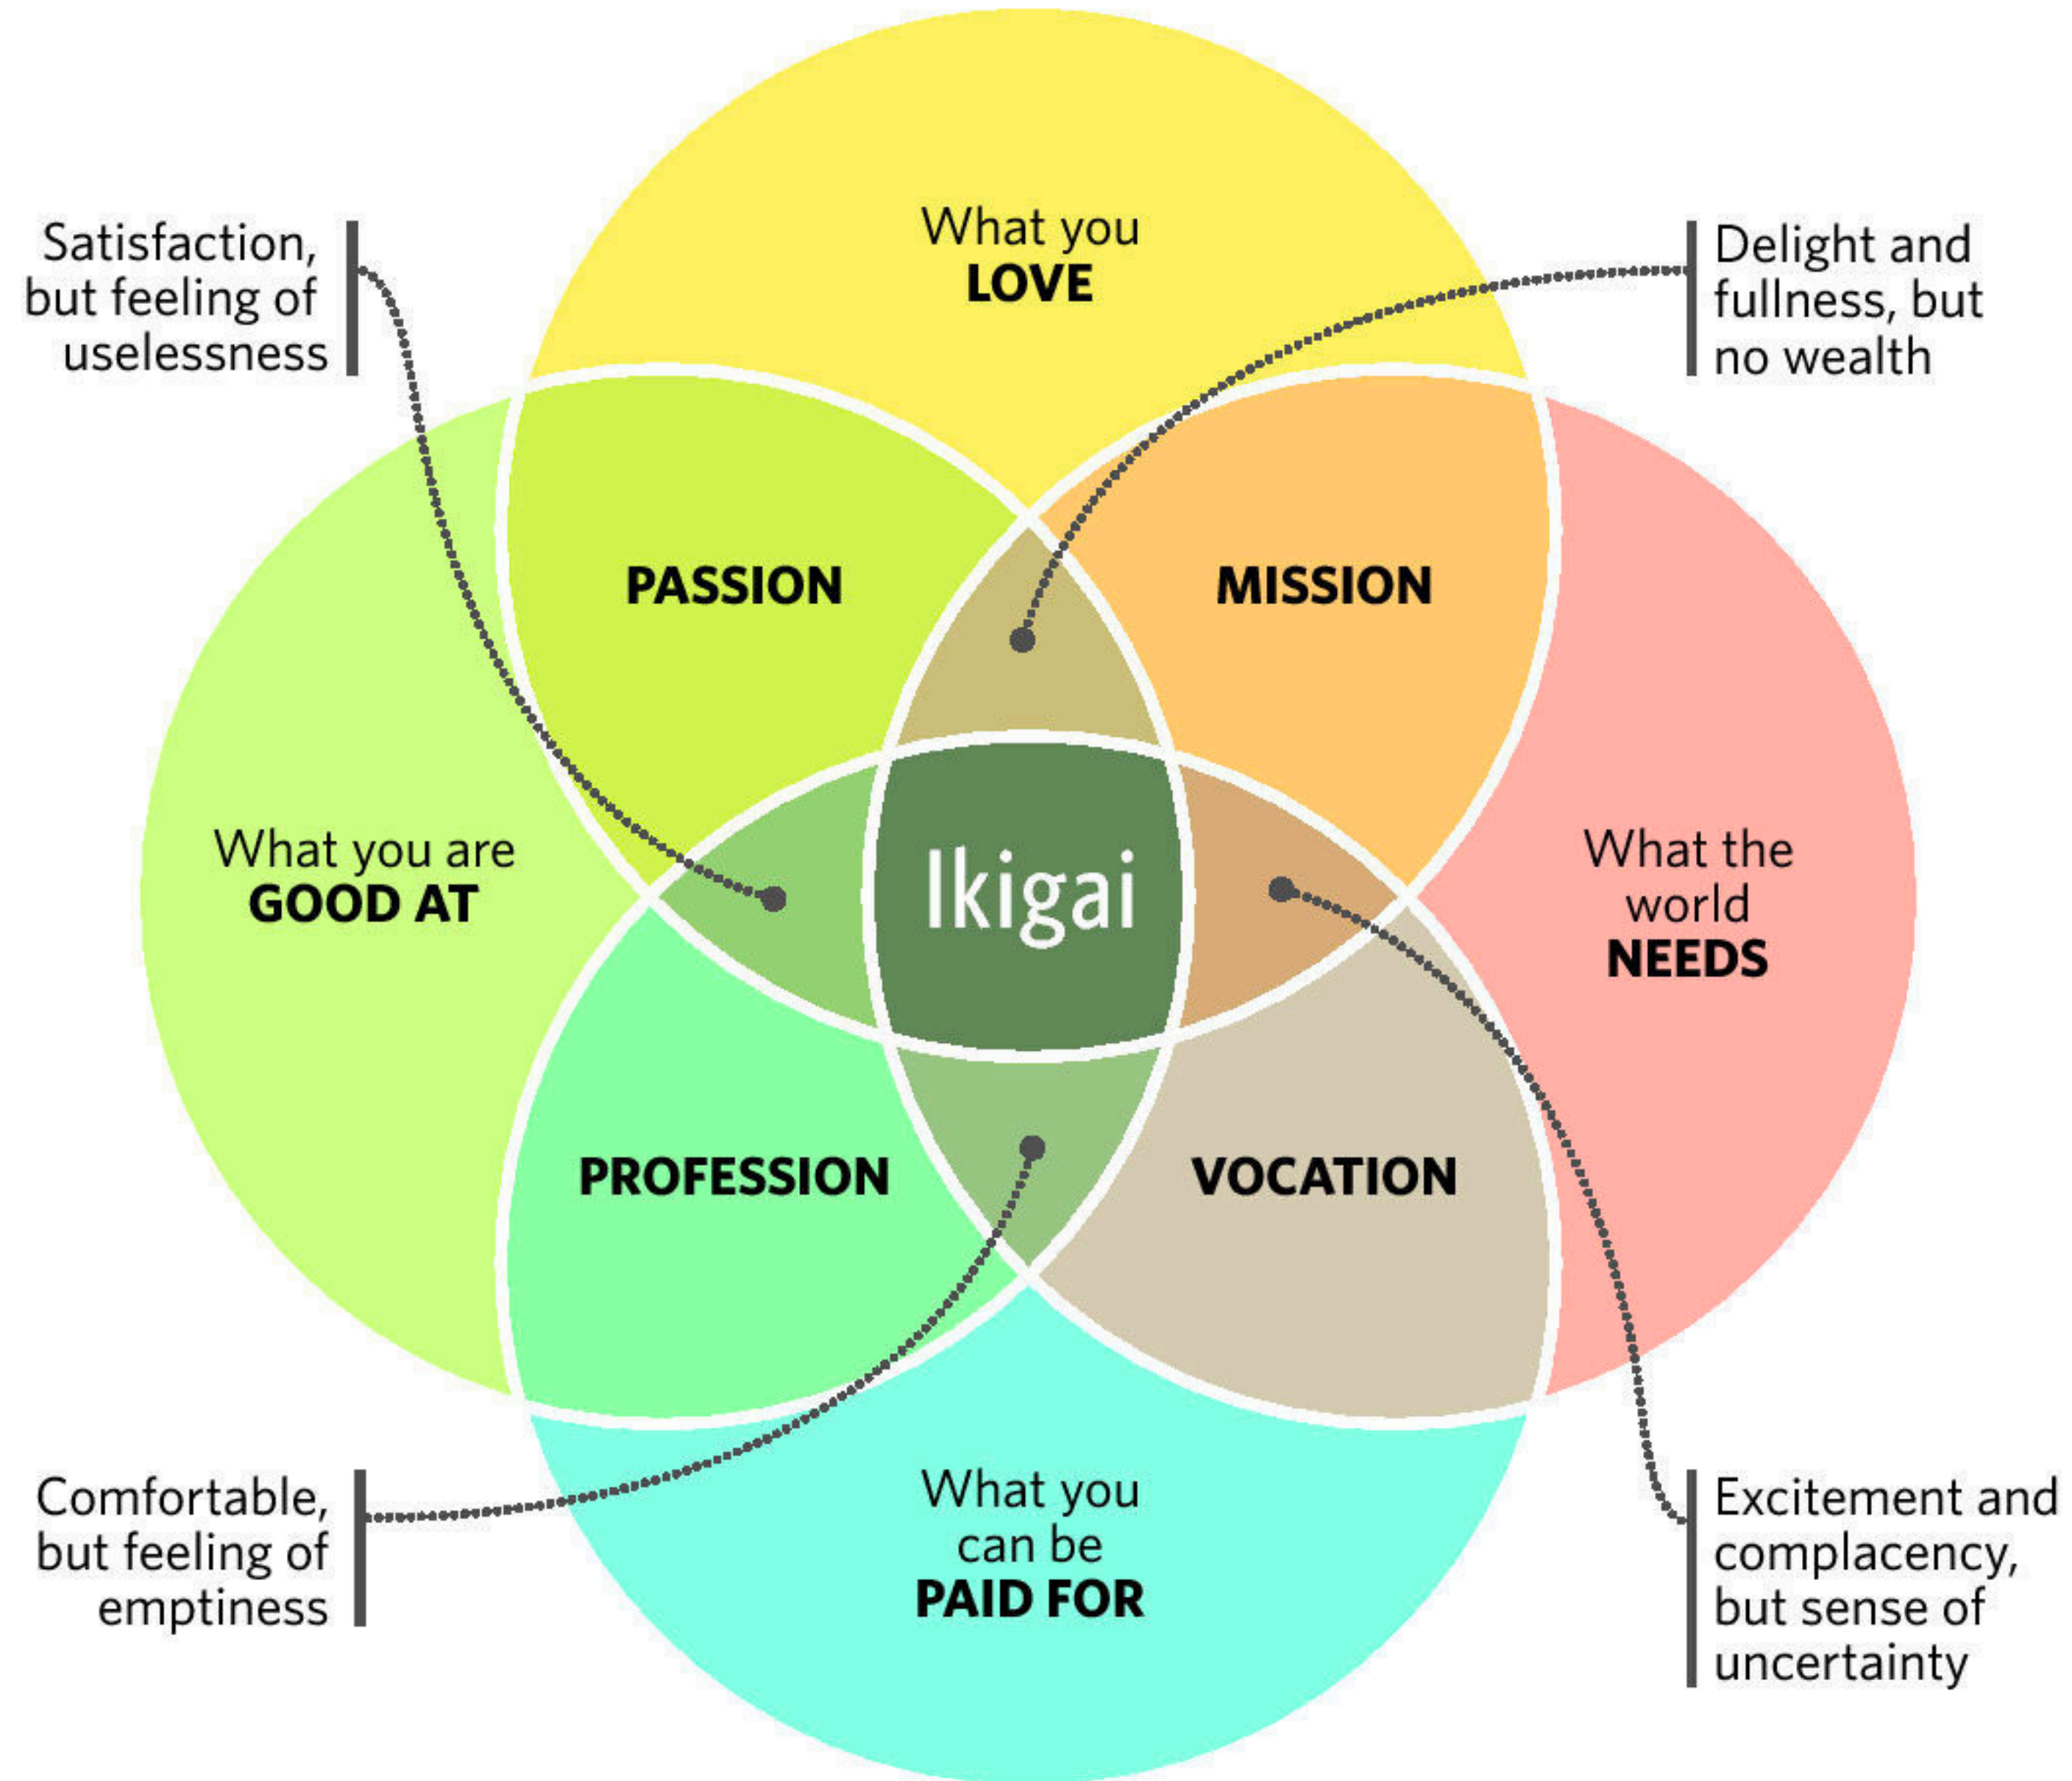 What you
LOVE
Satisfaction,
but feeling of
uselessness
Delight and
fullness, but
no wealth
PASSION
MISSION
What you are
GOOD AT
Ikigai
What the
world
NEEDS
PROFESSION
VOCATION
What you
can be
PAID FOR
Comfortable,
but feeling of
emptiness
Excitement and
complacency,
but sense of
uncertainty